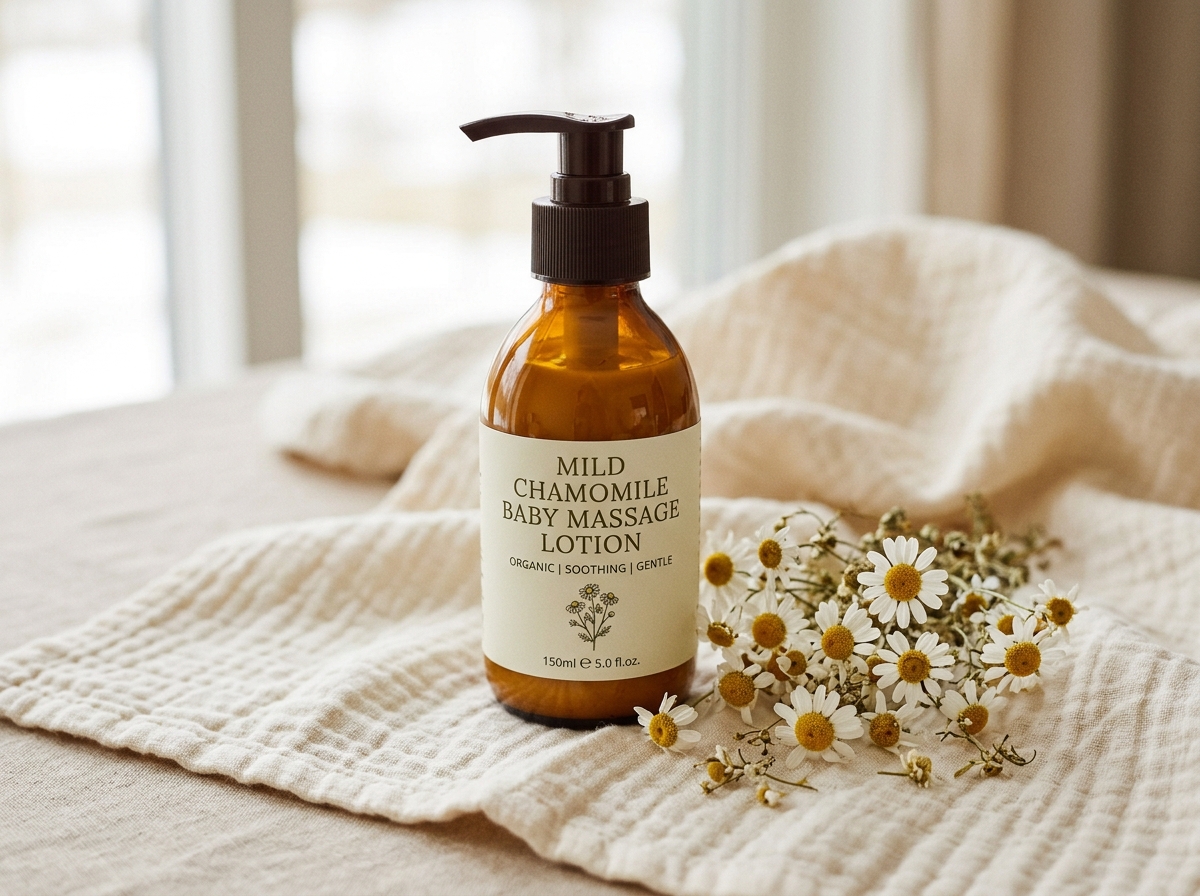 MILD
CHAMOMILE
BABY MASSAGE
LOTION
ORGANIC | SOOTHING | GENTLE
150ml ℮ 5.0 fl.oz.